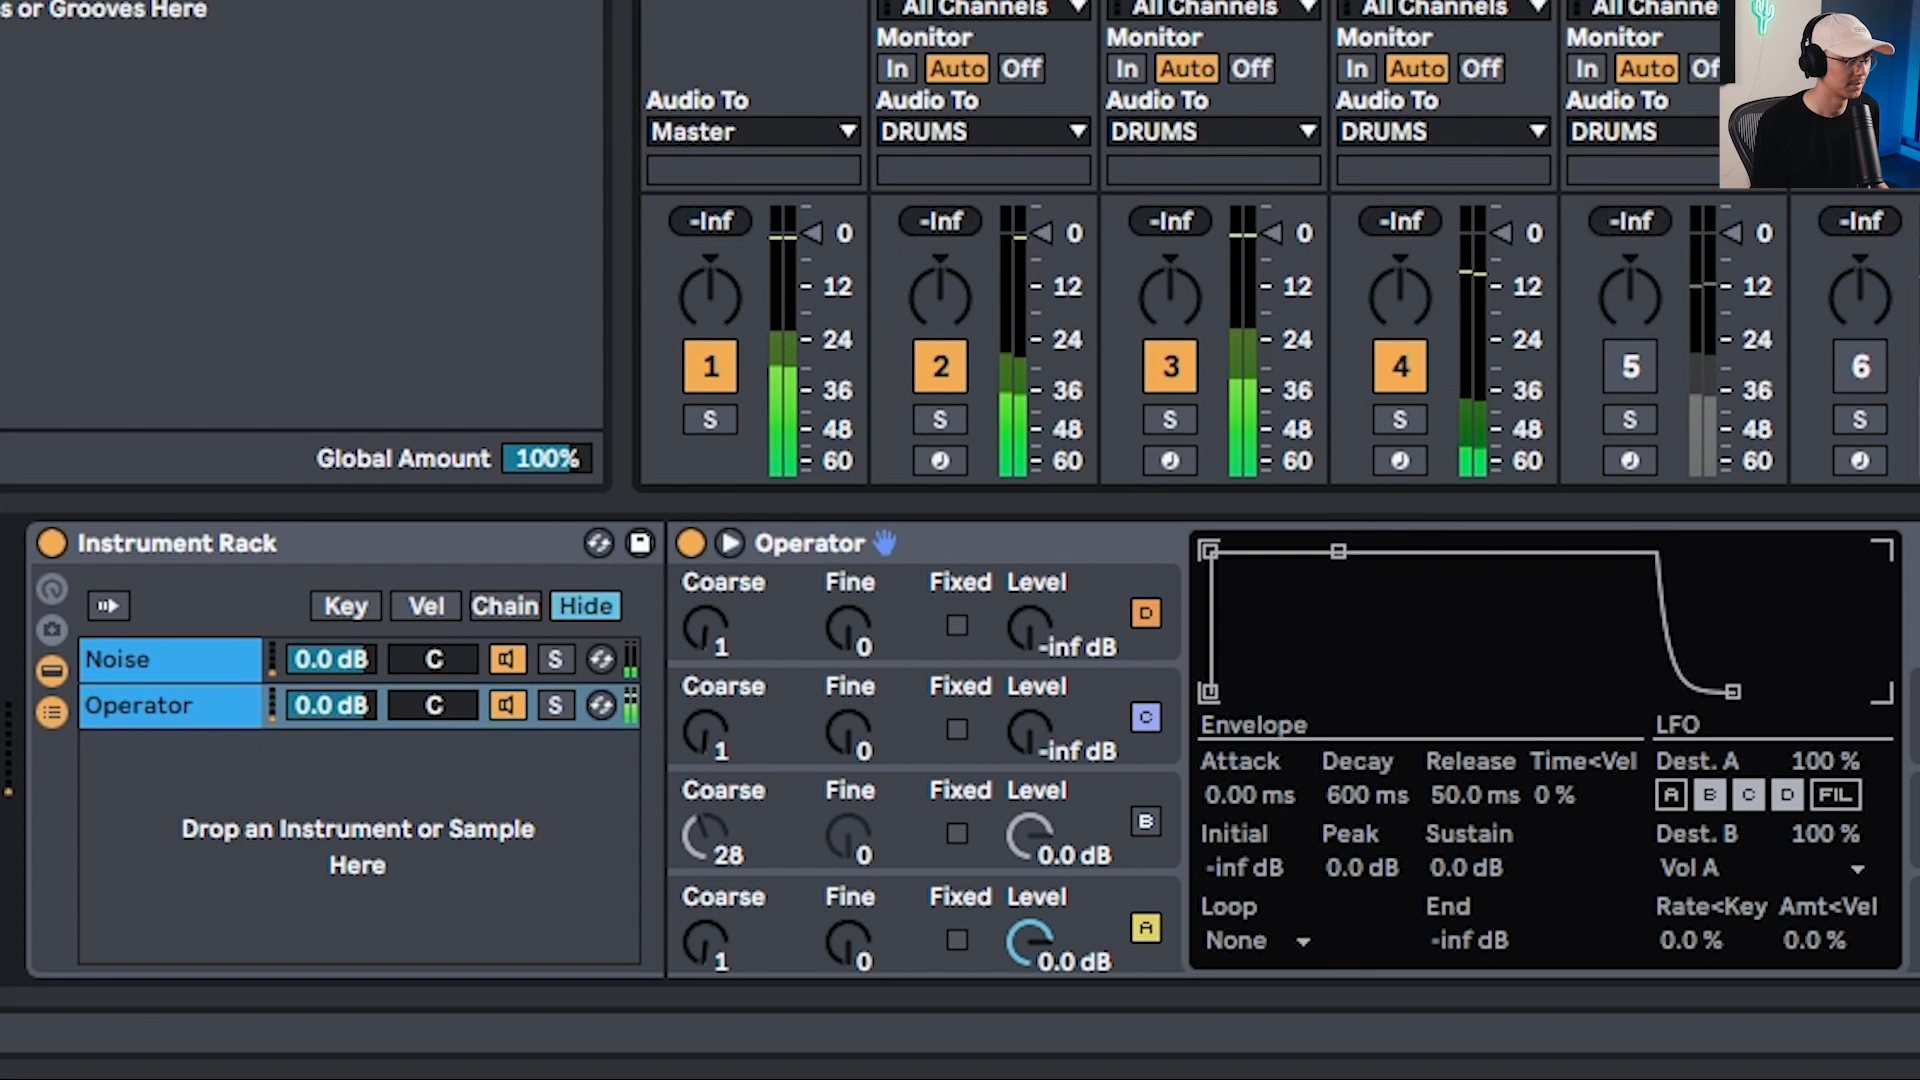 s or Grooves Here
All Channels All Channels All Channels All Channe
Monitor Monitor Monitor Monitor
In Auto Off In Auto Off In Auto Off In Auto Of
Audio To Audio To Audio To Audio To Audio To
Master DRUMS DRUMS DRUMS DRUMS
-Inf 0 -Inf 0 -Inf 0 -Inf 0 -Inf 0 -Inf
12 12 12 12 12
24 24 24 24 24
1 2 3 4 5 6
36 36 36 36 36
S S S S S S
48 48 48 48 48
60 60 60 60 60
Global Amount 100%
Instrument Rack
Key Vel Chain Hide
Noise 0.0 dB C S
Operator 0.0 dB C S
Drop an Instrument or Sample
Here
Operator
Coarse Fine Fixed Level
1 0 -inf dB D
Coarse Fine Fixed Level
1 0 -inf dB C
Coarse Fine Fixed Level
28 0 0.0 dB B
Coarse Fine Fixed Level
1 0 0.0 dB A
Envelope LFO
Attack Decay Release Time<Vel Dest. A 100 %
0.00 ms 600 ms 50.0 ms 0 % A B C D FIL
Initial Peak Sustain Dest. B 100 %
-inf dB 0.0 dB 0.0 dB Vol A
Loop End Rate<Key Amt<Vel
None -inf dB 0.0 % 0.0 %